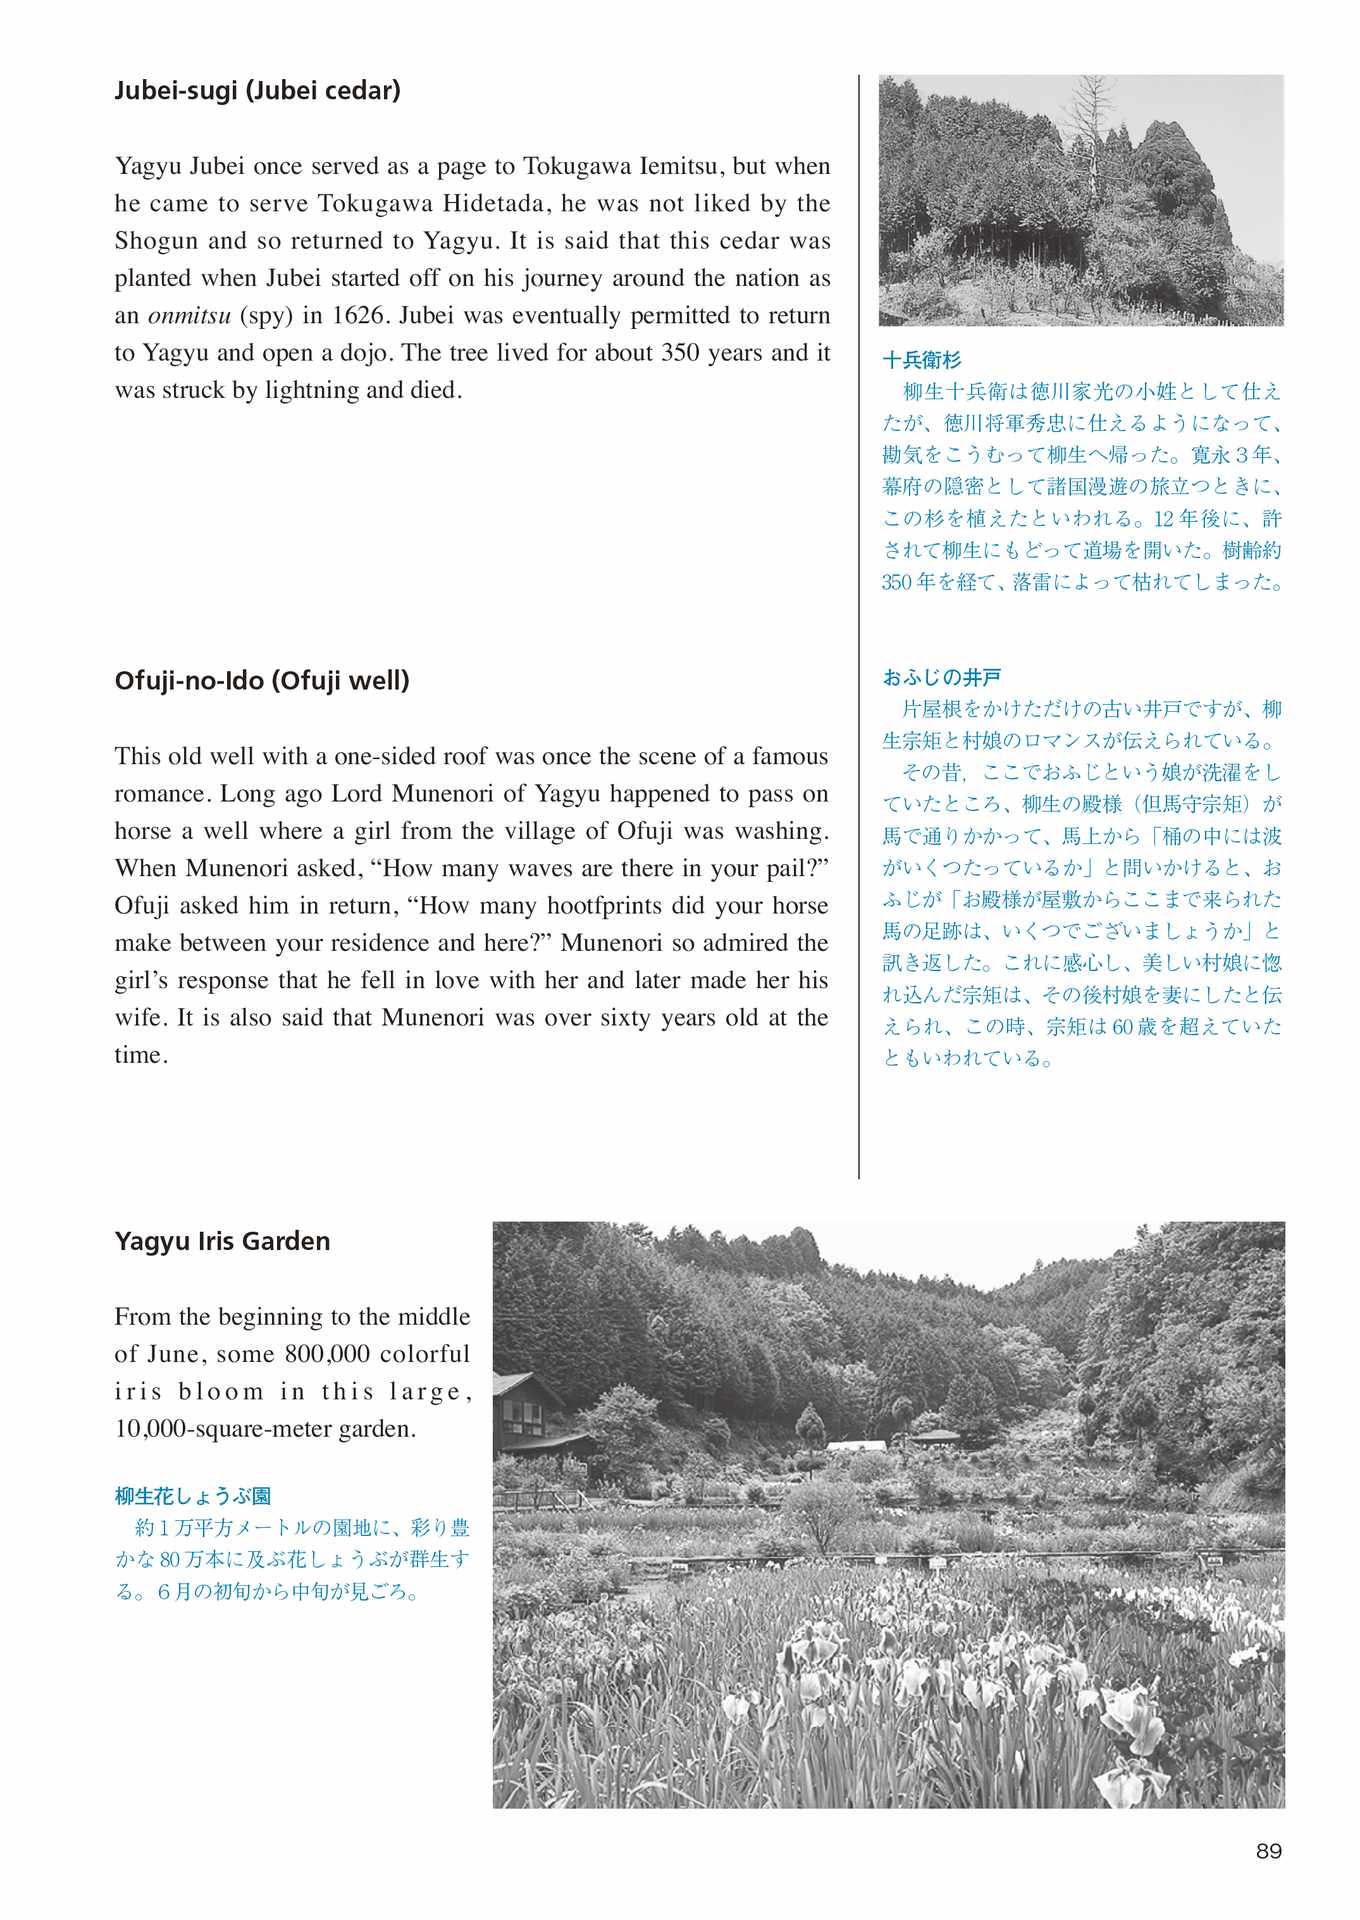 Jubei-sugi (Jubei cedar)
Yagyu Jubei once served as a page to Tokugawa Iemitsu, but when
he came to serve Tokugawa Hidetada, he was not liked by the
Shogun and so returned to Yagyu. It is said that this cedar was
planted when Jubei started off on his journey around the nation as
an onmitsu (spy) in 1626. Jubei was eventually permitted to return
to Yagyu and open a dojo. The tree lived for about 350 years and it
was struck by lightning and died.
十兵衛杉
柳生十兵衛は徳川家光の小姓として仕え
たが、徳川将軍秀忠に仕えるようになって、
勘気をこうむって柳生へ帰った。寛永３年、
幕府の隠密として諸国漫遊の旅立つときに、
この杉を植えたといわれる。12 年後に、許
されて柳生にもどって道場を開いた。樹齢約
350 年を経て、落雷によって枯れてしまった。
Ofuji-no-Ido (Ofuji well)
This old well with a one-sided roof was once the scene of a famous
romance. Long ago Lord Munenori of Yagyu happened to pass on
horse a well where a girl from the village of Ofuji was washing.
When Munenori asked, “How many waves are there in your pail?”
Ofuji asked him in return, “How many hootfprints did your horse
make between your residence and here?” Munenori so admired the
girl’s response that he fell in love with her and later made her his
wife. It is also said that Munenori was over sixty years old at the
time.
おふじの井戸
片屋根をかけただけの古い井戸ですが、柳
生宗矩と村娘のロマンスが伝えられている。
その昔，ここでおふじという娘が洗濯をし
ていたところ、柳生の殿様（但馬守宗矩）が
馬で通りかかって、馬上から「桶の中には波
がいくつたっているか」と問いかけると、お
ふじが「お殿様が屋敷からここまで来られた
馬の足跡は、いくつでございましょうか」と
訊き返した。これに感心し、美しい村娘に惚
れ込んだ宗矩は、その後村娘を妻にしたと伝
えられ、この時、宗矩は 60 歳を超えていた
ともいわれている。
Yagyu Iris Garden
From the beginning to the middle
of June, some 800,000 colorful
iris bloom in this large,
10,000-square-meter garden.
柳生花しょうぶ園
約１万平方メートルの園地に、彩り豊
かな 80 万本に及ぶ花しょうぶが群生す
る。６月の初旬から中旬が見ごろ。
89